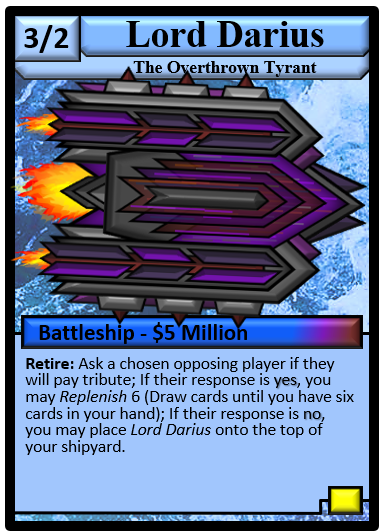 3/2
Lord Darius
The Overthrown Tyrant
Battleship - $5 Million
Retire: Ask a chosen opposing player if they
will pay tribute; If their response is yes, you
may Replenish 6 (Draw cards until you have six
cards in your hand); If their response is no,
you may place Lord Darius onto the top of
your shipyard.